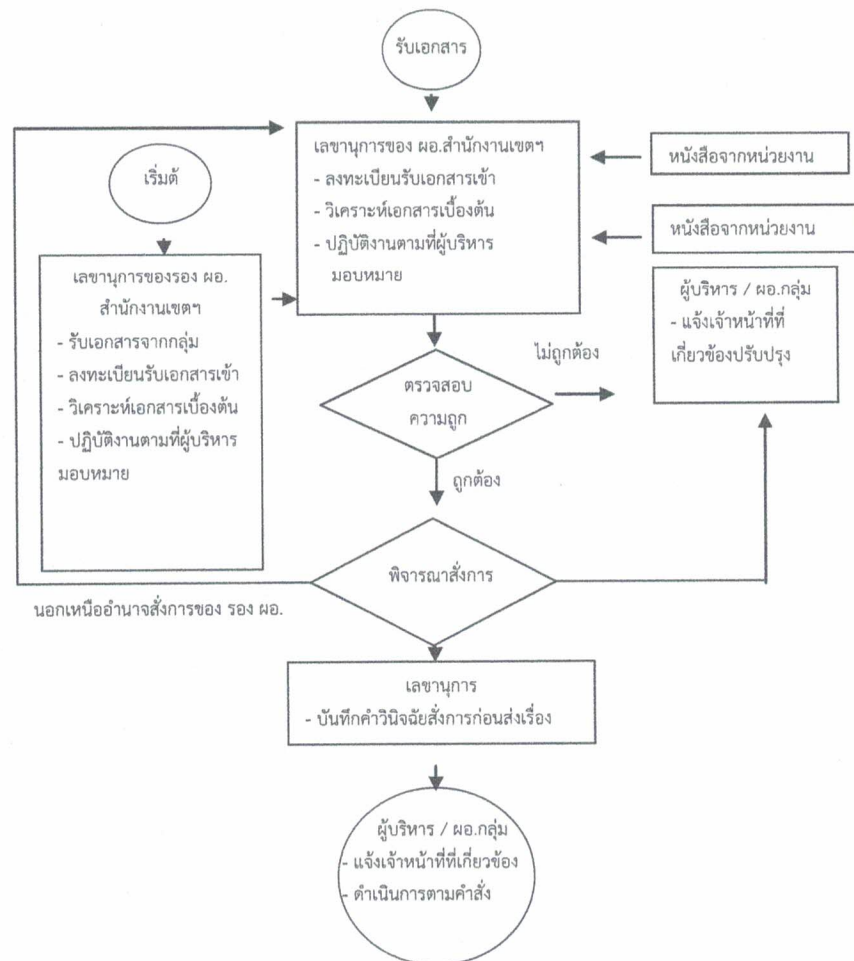 รับเอกสาร
เลขานุการของ ผอ.สำนักงานเขตฯ
- ลงทะเบียนรับเอกสารเข้า
- วิเคราะห์เอกสารเบื้องต้น
- ปฏิบัติงานตามที่ผู้บริหาร
มอบหมาย
หนังสือจากหน่วยงาน
หนังสือจากหน่วยงาน
เริ่มต้
เลขานุการของรอง ผอ.
สำนักงานเขตฯ
- รับเอกสารจากกลุ่ม
- ลงทะเบียนรับเอกสารเข้า
- วิเคราะห์เอกสารเบื้องต้น
- ปฏิบัติงานตามที่ผู้บริหาร
มอบหมาย
ผู้บริหาร / ผอ.กลุ่ม
- แจ้งเจ้าหน้าที่ที่
เกี่ยวข้องปรับปรุง
ไม่ถูกต้อง
ตรวจสอบ
ความถูก
ถูกต้อง
พิจารณาสั่งการ
นอกเหนืออำนาจสั่งการของ รอง ผอ.
เลขานุการ
- บันทึกคำวินิจฉัยสั่งการก่อนส่งเรื่อง
ผู้บริหาร / ผอ.กลุ่ม
- แจ้งเจ้าหน้าที่ที่เกี่ยวข้อง
- ดำเนินการตามคำสั่ง